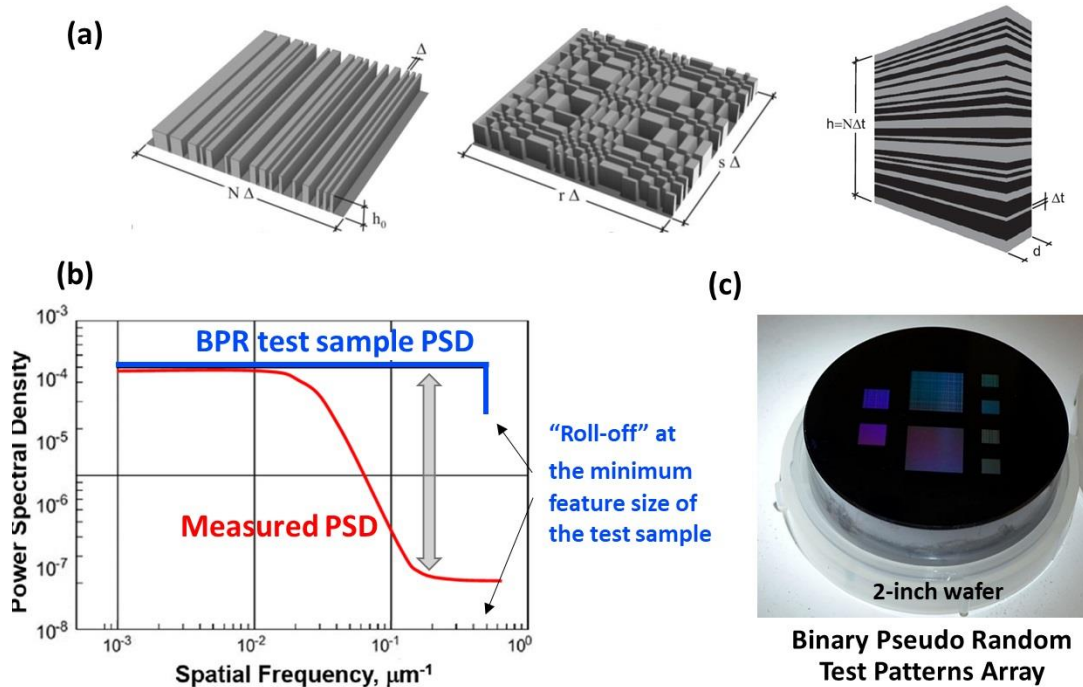 (a)
Δ
N Δ
h₀
r Δ
s Δ
h=NΔt
Δt
d
(b)
10⁻³
10⁻⁴
10⁻⁵
10⁻⁶
10⁻⁷
10⁻⁸
Power Spectral Density
BPR test sample PSD
Measured PSD
10⁻³
10⁻²
10⁻¹
10⁰
Spatial Frequency, μm⁻¹
“Roll-off” at
the minimum
feature size of
the test sample
(c)
2-inch wafer
Binary Pseudo Random
Test Patterns Array